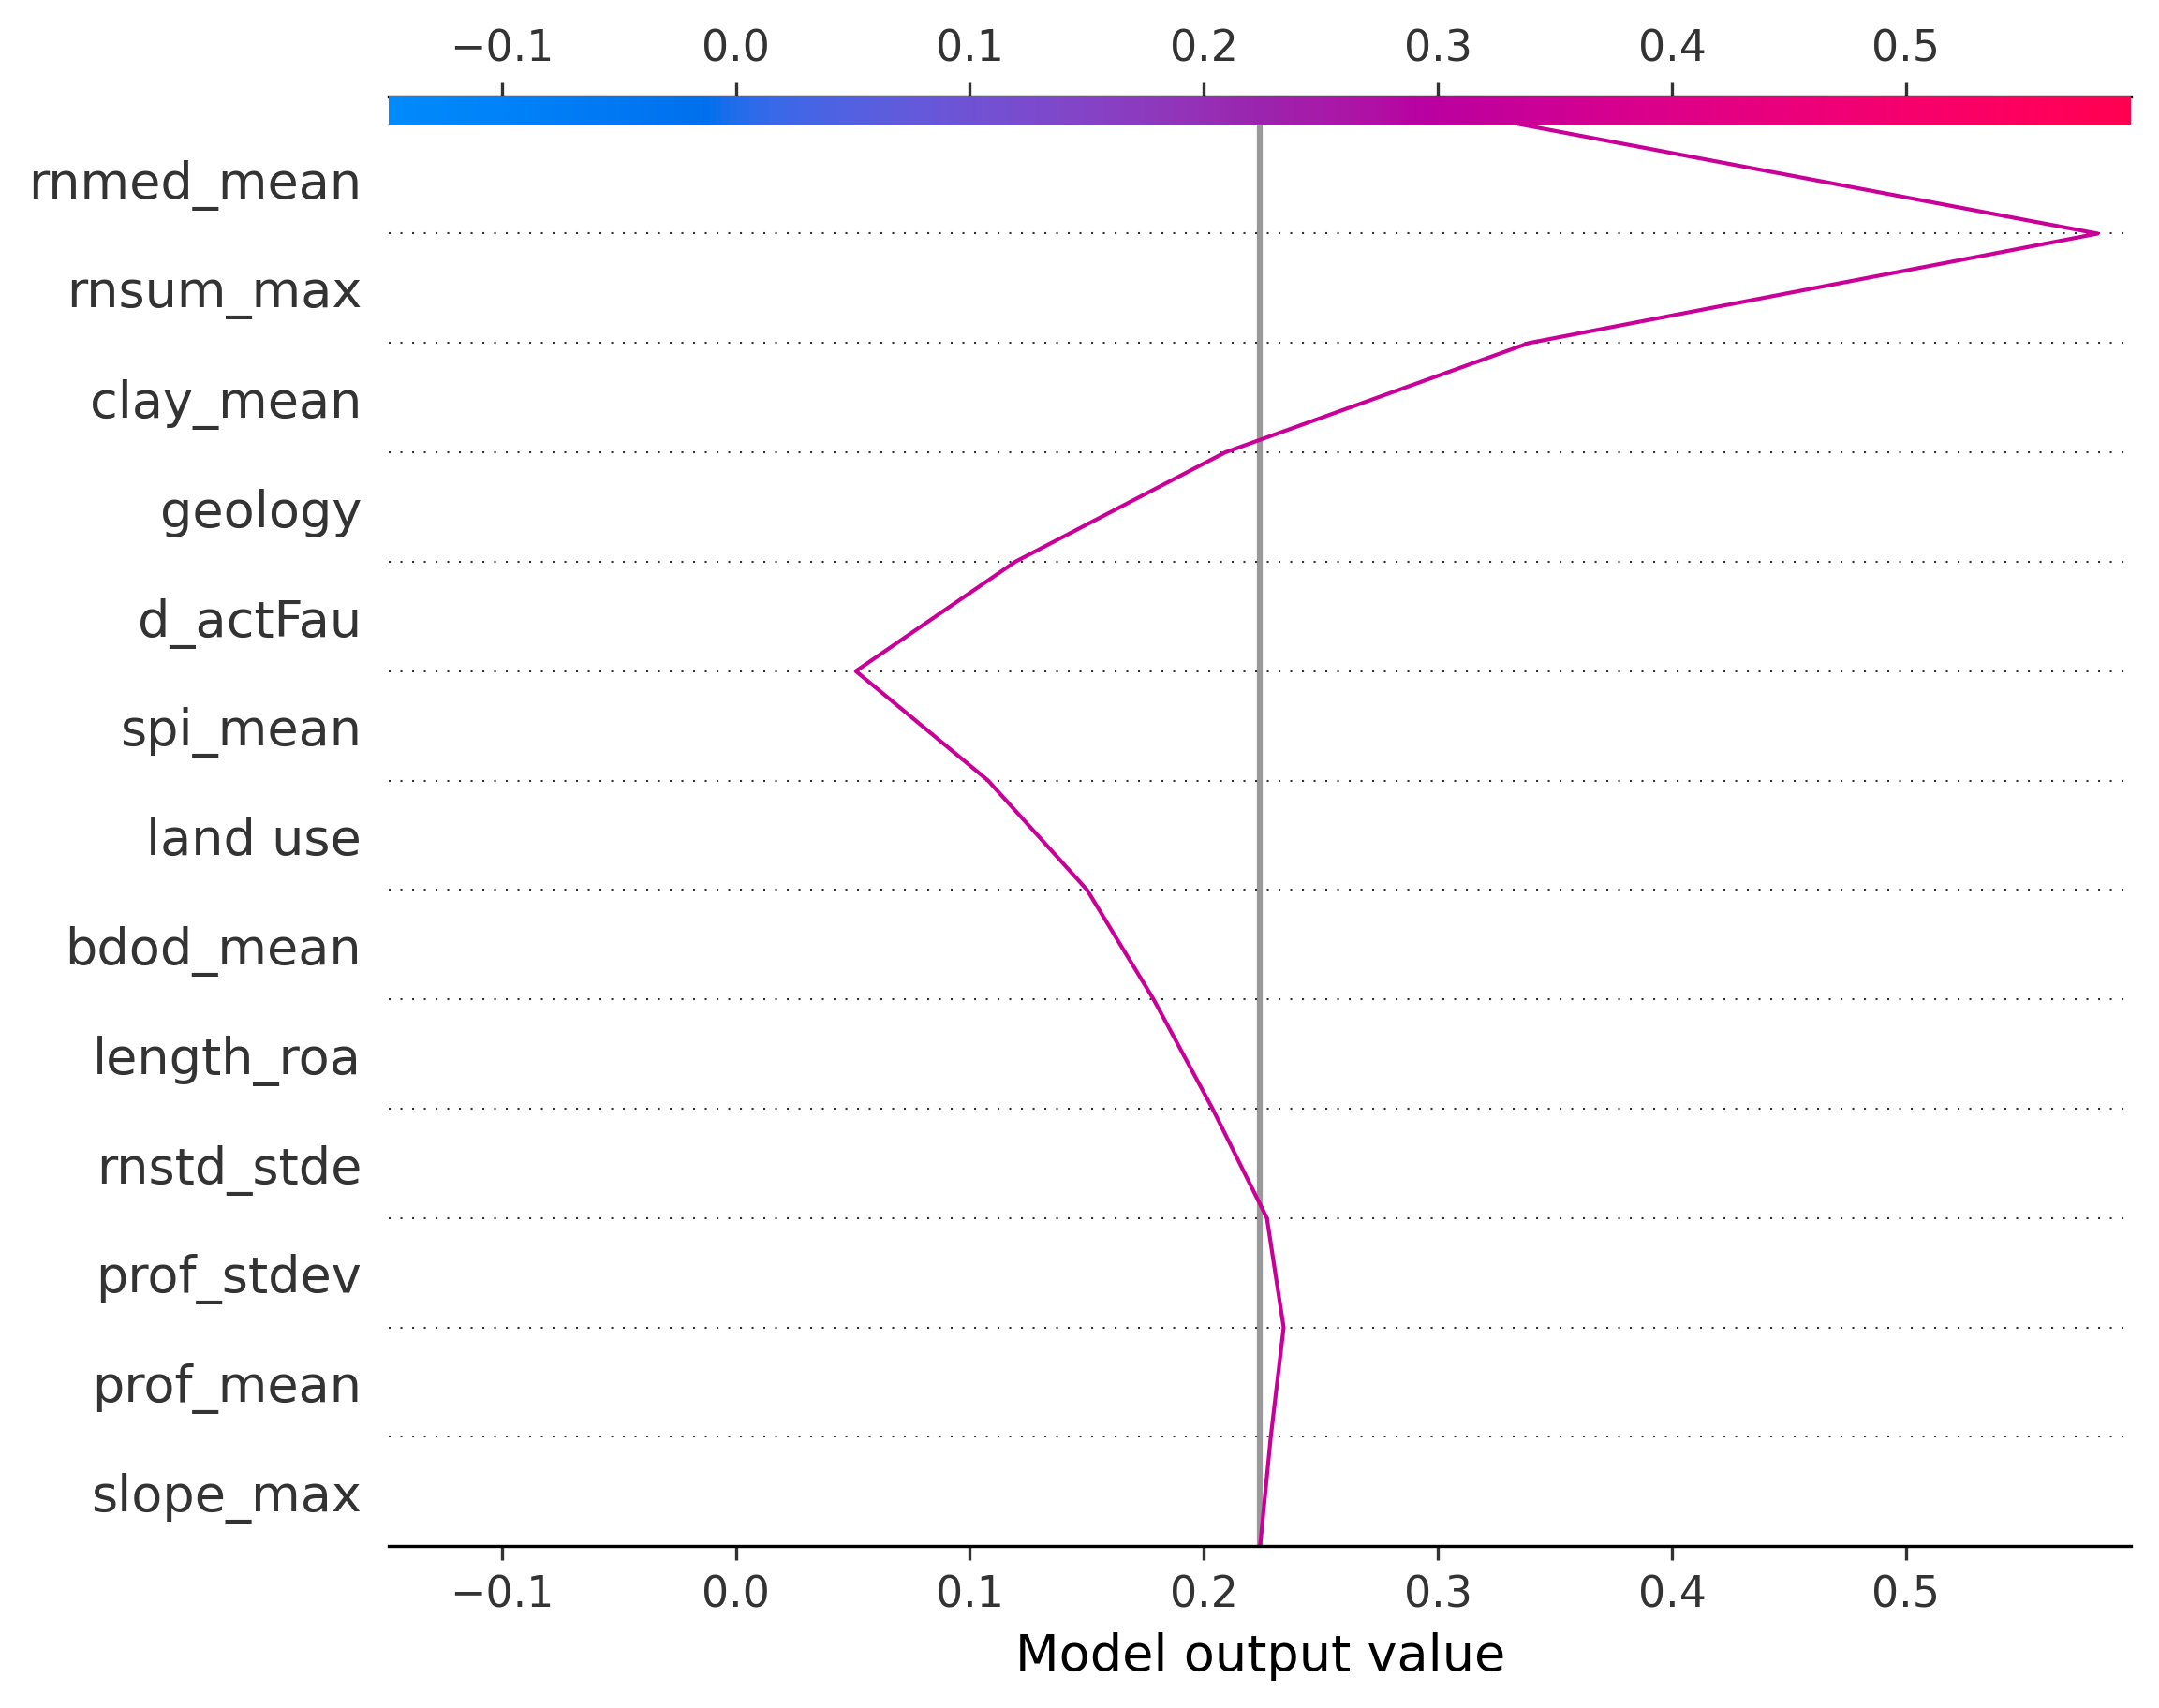 −0.1 0.0 0.1 0.2 0.3 0.4 0.5
rnmed_mean
rnsum_max
clay_mean
geology
d_actFau
spi_mean
land use
bdod_mean
length_roa
rnstd_stde
prof_stdev
prof_mean
slope_max
−0.1 0.0 0.1 0.2 0.3 0.4 0.5
Model output value